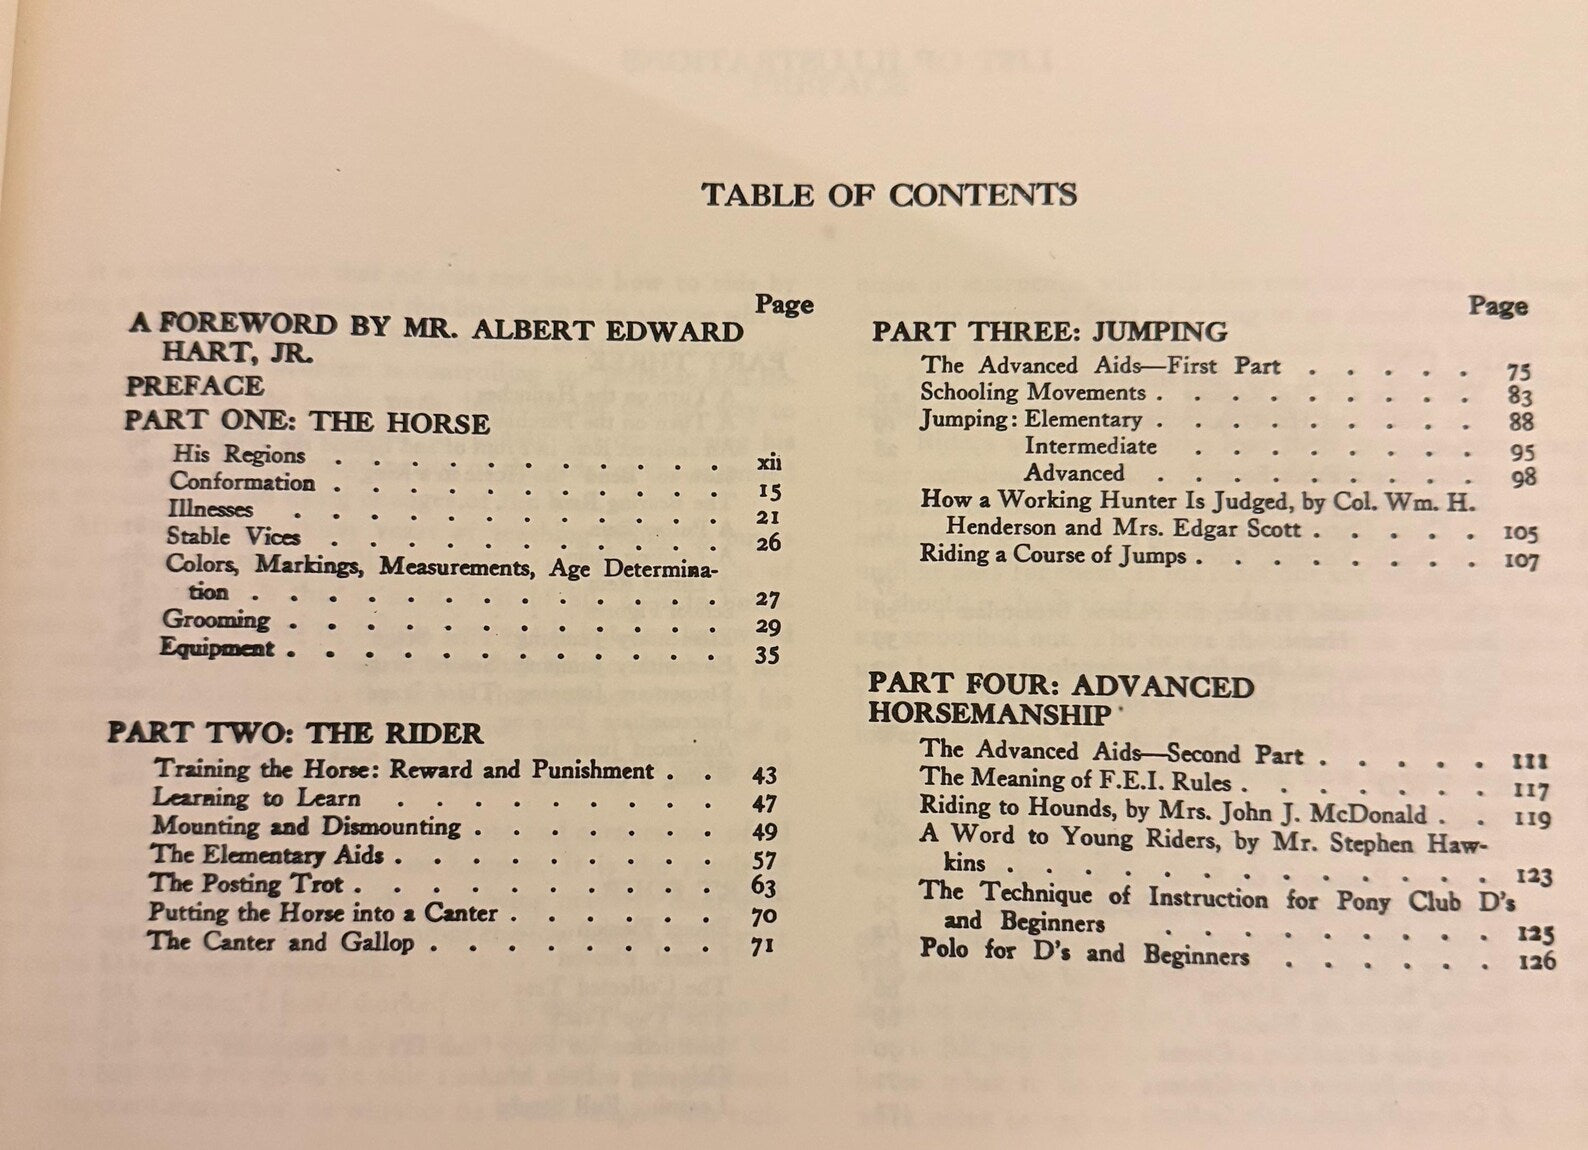 TABLE OF CONTENTS
Page
A FOREWORD BY MR. ALBERT EDWARD
HART, JR.
PREFACE
PART ONE: THE HORSE
His Regions . . . . . . . . . . . . xii
Conformation . . . . . . . . . . . . 15
Illnesses . . . . . . . . . . . . 21
Stable Vices . . . . . . . . . . . . 26
Colors, Markings, Measurements, Age Determina-
tion . . . . . . . . . . . . . . 27
Grooming . . . . . . . . . . . . 29
Equipment . . . . . . . . . . . . 35
PART TWO: THE RIDER
Training the Horse: Reward and Punishment . . 43
Learning to Learn . . . . . . . . . 47
Mounting and Dismounting . . . . . . . 49
The Elementary Aids . . . . . . . . . 57
The Posting Trot . . . . . . . . . . 63
Putting the Horse into a Canter . . . . . . 70
The Canter and Gallop . . . . . . . . 71
Page
PART THREE: JUMPING
The Advanced Aids—First Part . . . . . 75
Schooling Movements . . . . . . . . . 83
Jumping: Elementary . . . . . . . . . 88
Intermediate . . . . . . . . 95
Advanced . . . . . . . . . 98
How a Working Hunter Is Judged, by Col. Wm. H.
Henderson and Mrs. Edgar Scott . . . . . 105
Riding a Course of Jumps . . . . . . . . 107
PART FOUR: ADVANCED
HORSEMANSHIP
The Advanced Aids—Second Part . . . . . 111
The Meaning of F.E.I. Rules . . . . . . . 117
Riding to Hounds, by Mrs. John J. McDonald . . 119
A Word to Young Riders, by Mr. Stephen Haw-
kins . . . . . . . . . . . . . 123
The Technique of Instruction for Pony Club D's
and Beginners . . . . . . . . . 125
Polo for D's and Beginners . . . . . . 126